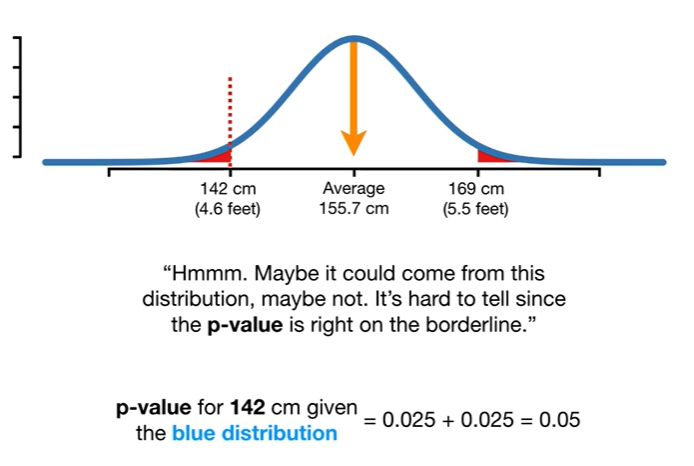 142 cm
(4.6 feet)
Average
155.7 cm
169 cm
(5.5 feet)
“Hmmm. Maybe it could come from this
distribution, maybe not. It’s hard to tell since
the p-value is right on the borderline.”
p-value for 142 cm given
the blue distribution
= 0.025 + 0.025 = 0.05